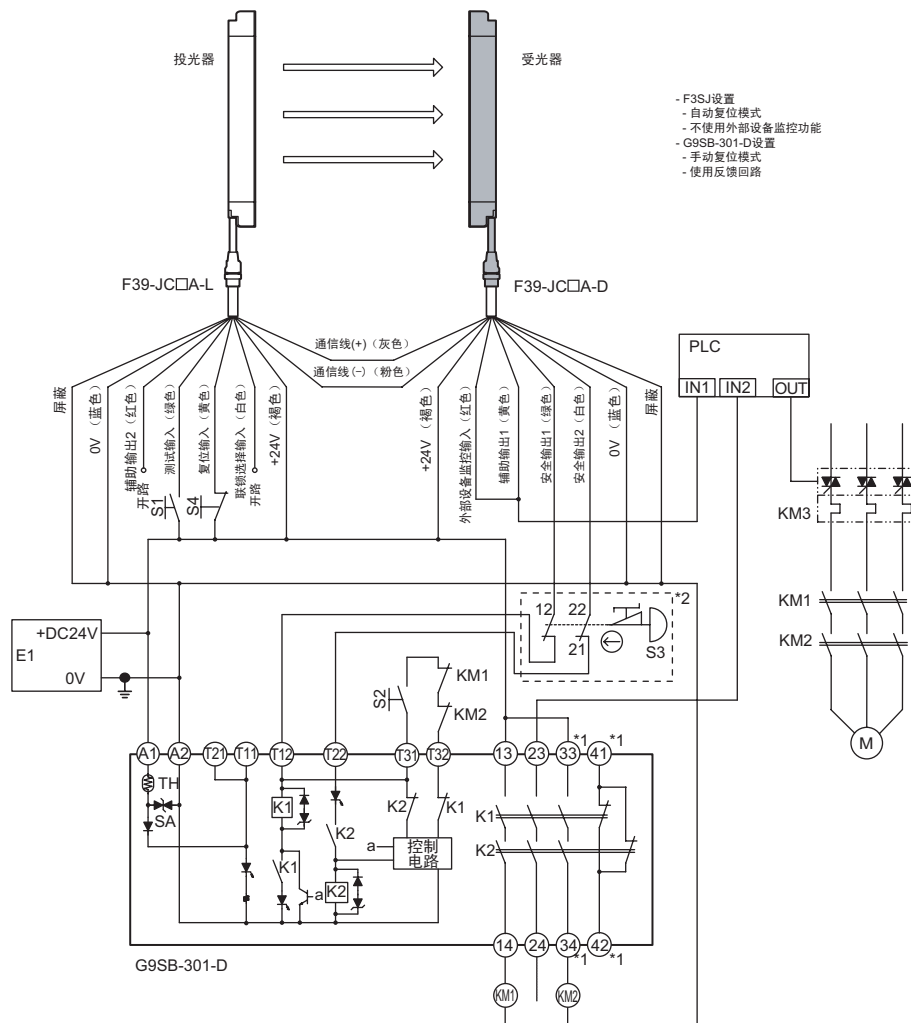 投光器
受光器
- F3SJ设置
- 自动复位模式
- 不使用外部设备监控功能
- G9SB-301-D设置
- 手动复位模式
- 使用反馈回路
F39-JC□A-L
F39-JC□A-D
通信线(+)（灰色）
通信线(−)（粉色）
PLC
IN1
IN2
OUT
屏蔽
0V（蓝色）
辅助输出2（红色）
开路
测试输入（绿色）
复位输入（黄色）
联锁选择输入（白色）
开路
+24V（褐色）
+24V（褐色）
外部设备监控输入（红色）
辅助输出1（黄色）
安全输出1（绿色）
安全输出2（白色）
0V（蓝色）
屏蔽
S1
S4
KM3
KM1
KM2
M
*2
12
22
21
S3
+DC24V
E1
0V
S2
KM1
KM2
A1
A2
T21
T11
T12
T22
T31
T32
13
23
33
*1
41
*1
TH
SA
K1
K1
a
K2
K2
K2
K1
a
控制
电路
K1
K2
14
24
34
*1
42
*1
G9SB-301-D
KM1
KM2